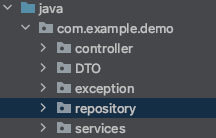 java
com.example.demo
controller
DTO
exception
repository
services